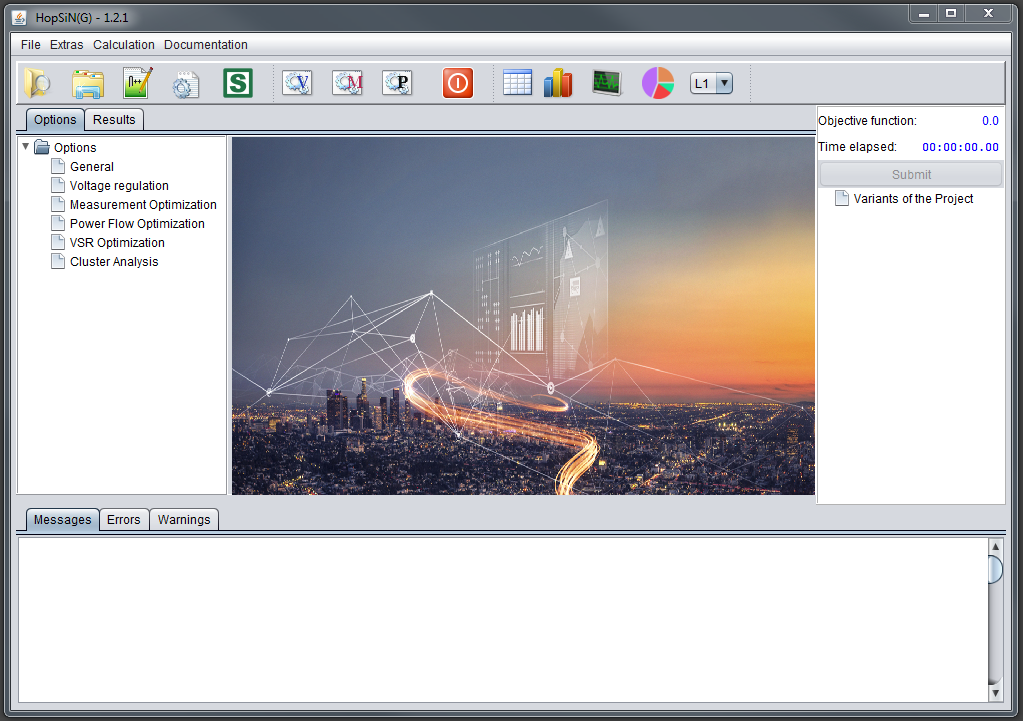 HopSiN(G) - 1.2.1
File Extras Calculation Documentation
n++ S V M P L1
Options Results
Objective function: 0.0
Time elapsed: 00:00:00.00
Submit
Variants of the Project
Options
General
Voltage regulation
Measurement Optimization
Power Flow Optimization
VSR Optimization
Cluster Analysis
Messages Errors Warnings